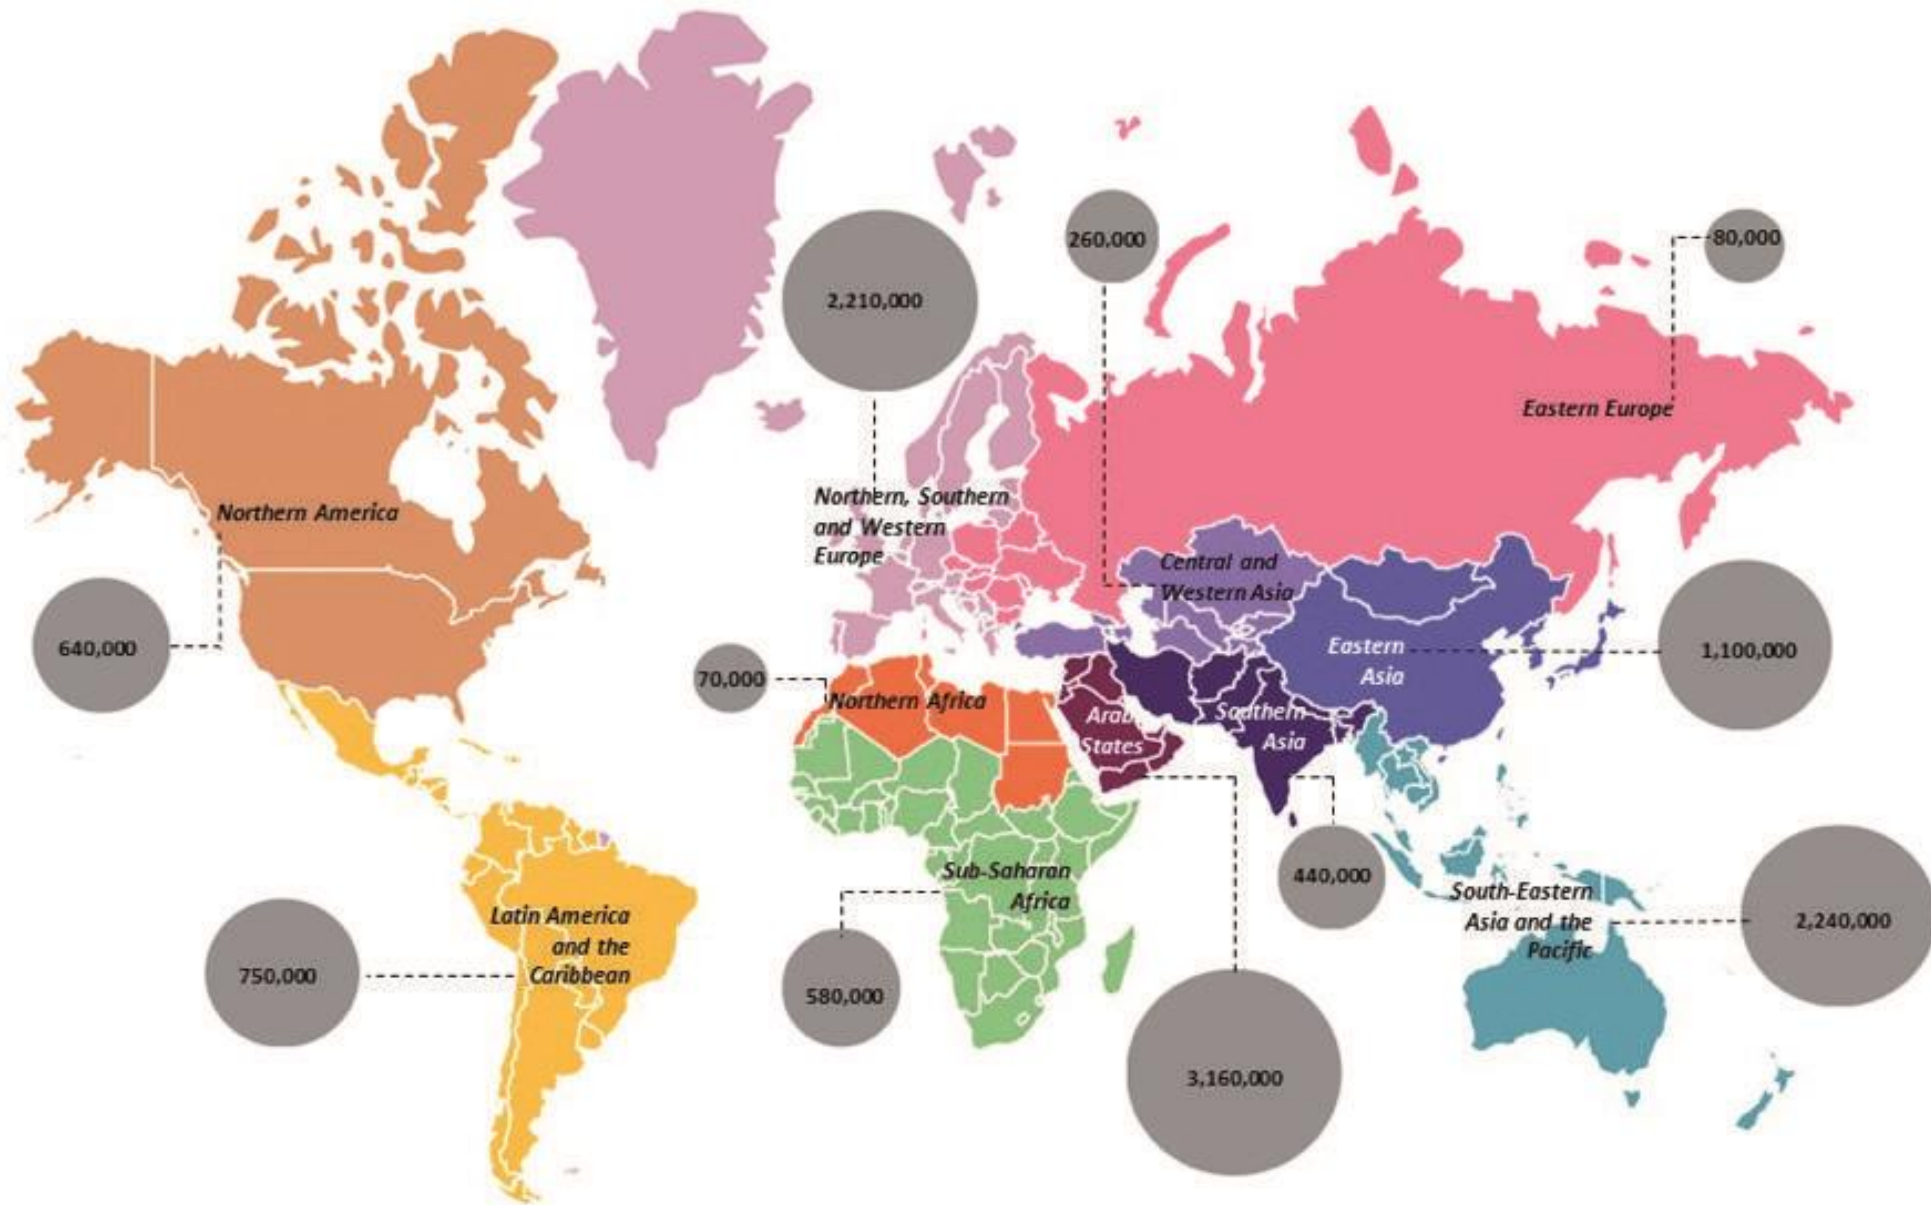 260,000
80,000
2,210,000
Eastern Europe
Northern, Southern
and Western
Europe
Northern America
Central and
Western Asia
640,000
Eastern
Asia
1,100,000
70,000
Northern Africa
Arab
States
Southern
Asia
Sub-Saharan
Africa
440,000
South-Eastern
Asia and the
Pacific
2,240,000
Latin America
and the
Caribbean
750,000
580,000
3,160,000